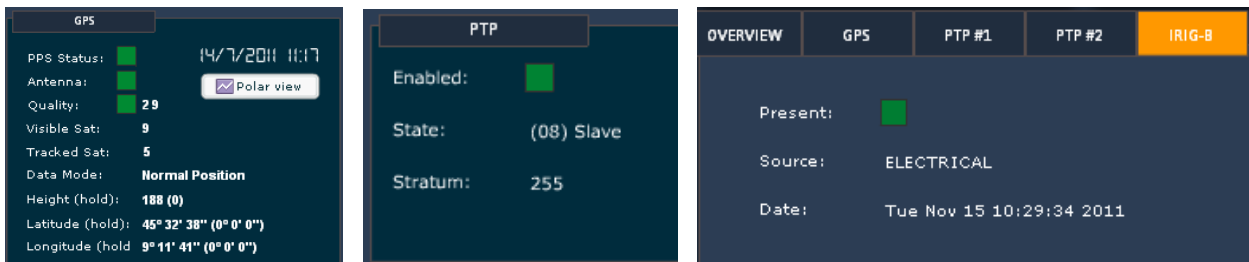 GPS
PPS Status: 14/7/2011 11:17
Antenna: Polar view
Quality: 29
Visible Sat: 9
Tracked Sat: 5
Data Mode: Normal Position
Height (hold): 188 (0)
Latitude (hold): 45° 32' 38" (0° 0' 0")
Longitude (hold 9° 11' 41" (0° 0' 0")
PTP
Enabled:
State: (08) Slave
Stratum: 255
OVERVIEW GPS PTP #1 PTP #2 IRIG-B
Present:
Source: ELECTRICAL
Date: Tue Nov 15 10:29:34 2011